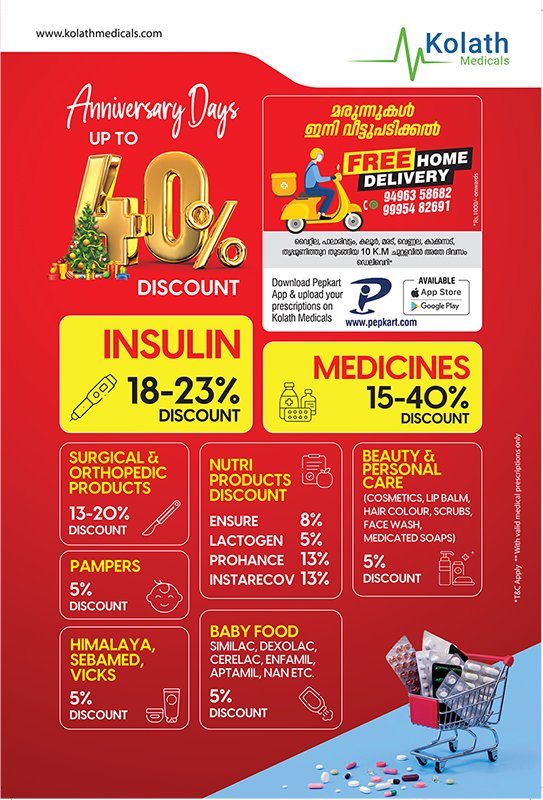 www.kolathmedicals.com
Kolath
Medicals
Anniversary Days
UP TO
40%
DISCOUNT
മരുന്നുകൾ
ഇനി വീട്ടുപടിക്കൽ
FREE HOME
DELIVERY
94963 58682
99954 82691
*Rs.1000/- onwards
വൈറ്റില, പാലാരിവട്ടം, കലൂർ, മരട്, വെണ്ണല, കാക്കനാട്,
തൃപ്പൂണിത്തുറ തുടങ്ങിയ 10 K.M ചുറ്റളവിൽ അതേ ദിവസം
ഡെലിവറി*
Download Pepkart
App & upload your
prescriptions on
Kolath Medicals
www.pepkart.com
AVAILABLE
App Store
Google Play
INSULIN
18-23%
DISCOUNT
MEDICINES
15-40%
DISCOUNT
SURGICAL &
ORTHOPEDIC
PRODUCTS
13-20%
DISCOUNT
NUTRI
PRODUCTS
DISCOUNT
ENSURE 8%
LACTOGEN 5%
PROHANCE 13%
INSTARECOV 13%
BEAUTY &
PERSONAL
CARE
(COSMETICS, LIP BALM,
HAIR COLOUR, SCRUBS,
FACE WASH,
MEDICATED SOAPS)
5%
DISCOUNT
PAMPERS
5%
DISCOUNT
HIMALAYA,
SEBAMED,
VICKS
5%
DISCOUNT
BABY FOOD
SIMILAC, DEXOLAC,
CERELAC, ENFAMIL,
APTAMIL, NAN ETC.
5%
DISCOUNT
*T&C Apply ** With valid medical prescriptions only